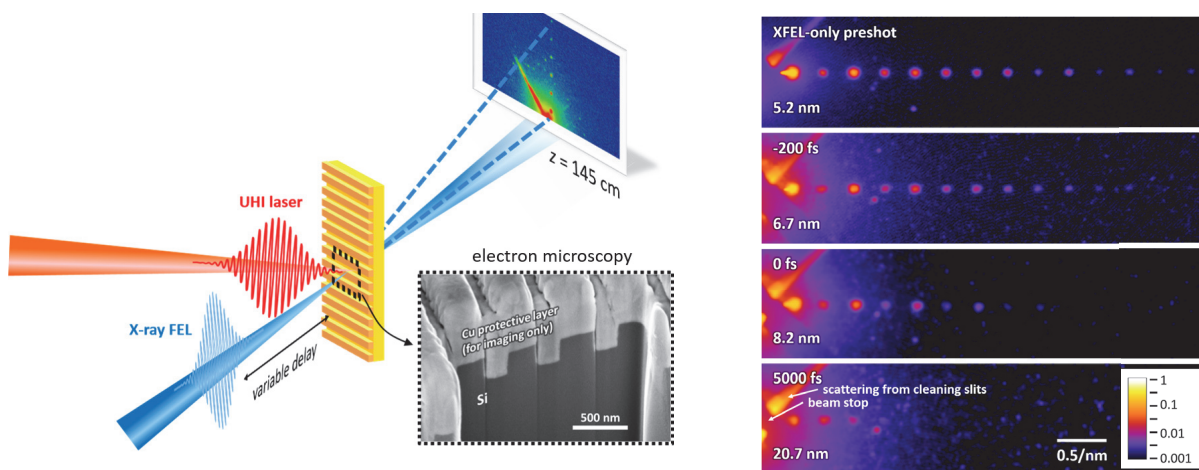 z = 145 cm
UHI laser
X-ray FEL
variable delay
electron microscopy
Cu protective layer
(for imaging only)
Si
500 nm
XFEL-only preshot
5.2 nm
-200 fs
6.7 nm
0 fs
8.2 nm
5000 fs
scattering from cleaning slits
beam stop
20.7 nm
0.5/nm
1
0.1
0.01
0.001